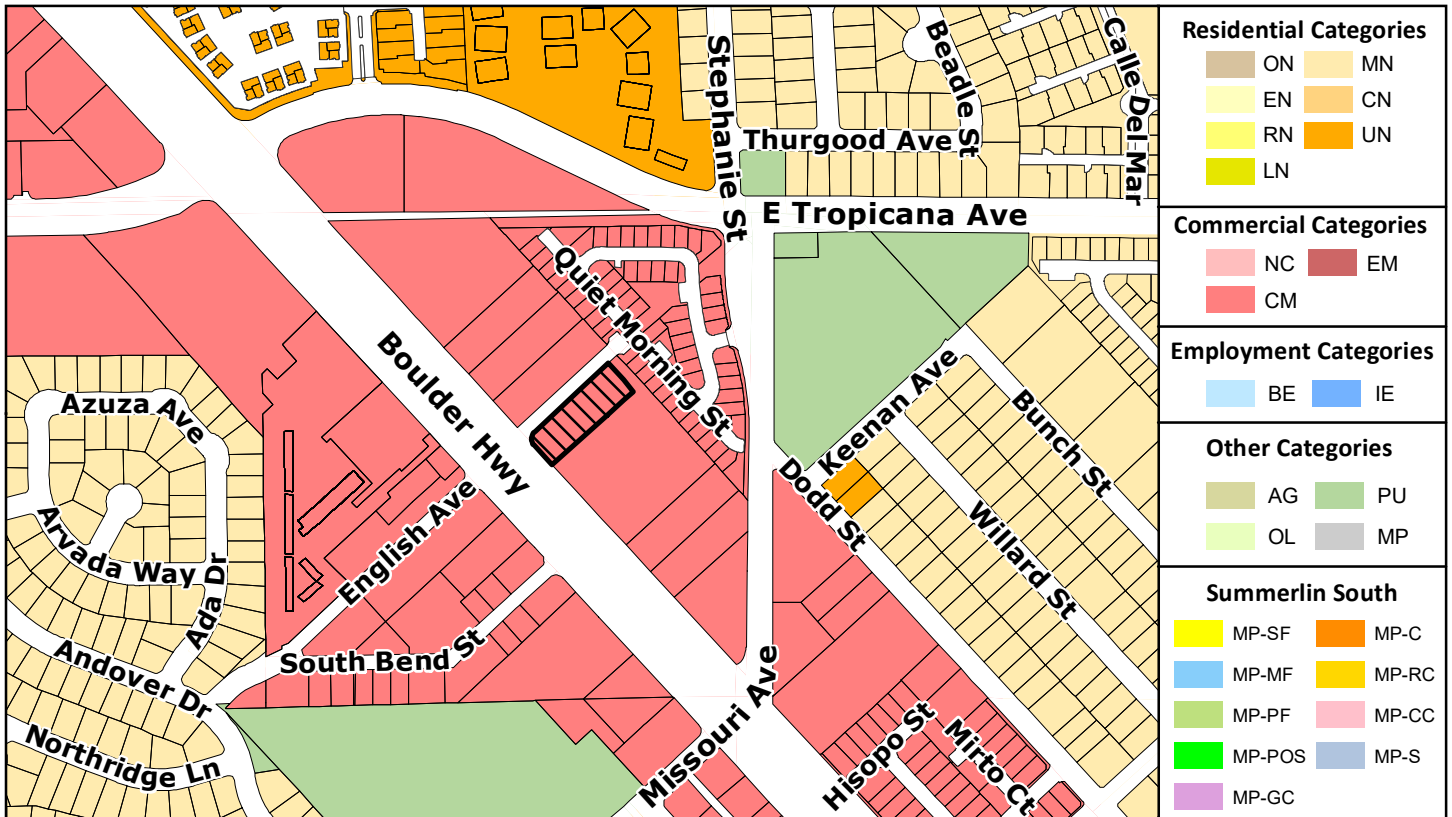 Stephanie St
Beadle St
Calle Del Mar
Thurgood Ave
E Tropicana Ave
Quiet Morning St
Boulder Hwy
Azuza Ave
Keenan Ave
Bunch St
Dodd St
Willard St
English Ave
Arvada Way
Ada Dr
South Bend St
Andover Dr
Northridge Ln
Missouri Ave
Hisopo St
Mirto Ct
Residential Categories
ON MN
EN CN
RN UN
LN
Commercial Categories
NC EM
CM
Employment Categories
BE IE
Other Categories
AG PU
OL MP
Summerlin South
MP-SF MP-C
MP-MF MP-RC
MP-PF MP-CC
MP-POS MP-S
MP-GC